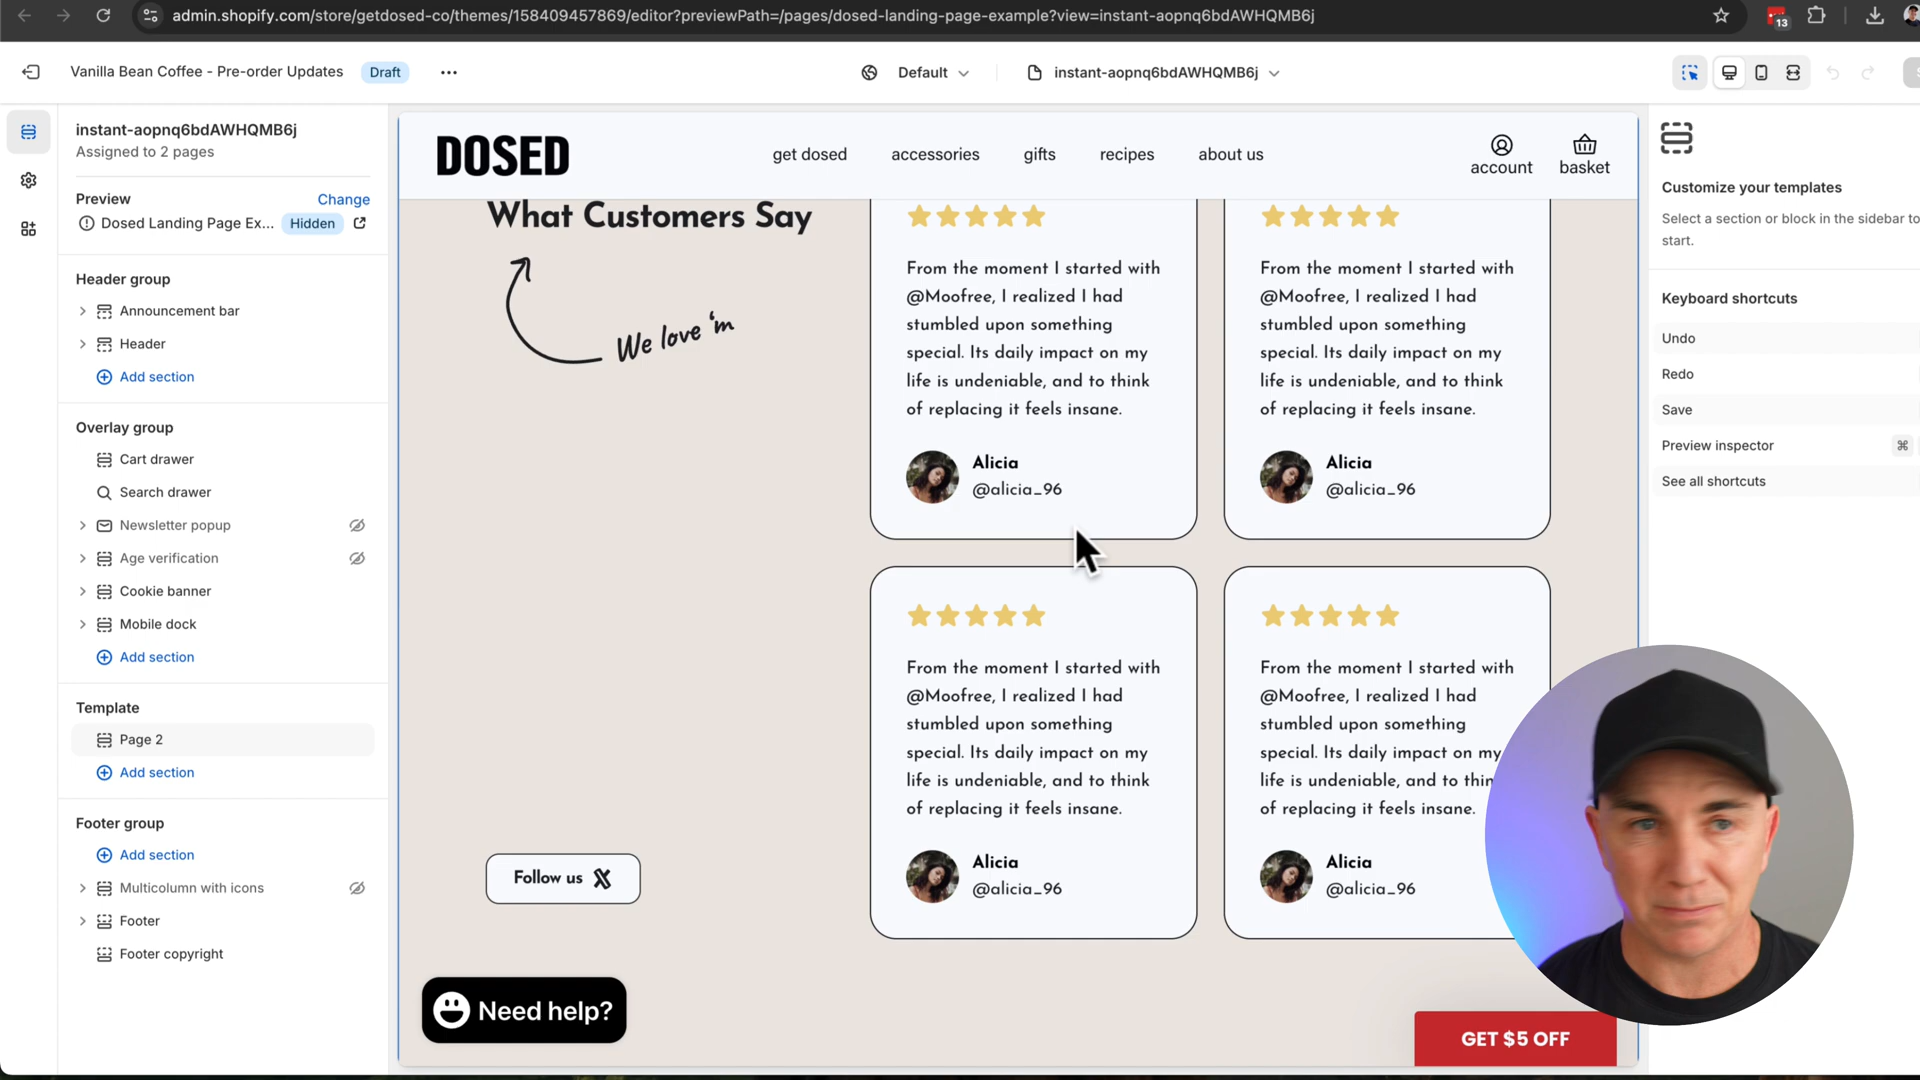 admin.shopify.com/store/getdosed-co/themes/158409457869/editor?previewPath=/pages/dosed-landing-page-example?view=instant-aopnq6bdAWHQMB6j
13
Vanilla Bean Coffee - Pre-order Updates
Draft
Default
instant-aopnq6bdAWHQMB6j
instant-aopnq6bdAWHQMB6j
Assigned to 2 pages
Preview
Change
Dosed Landing Page Ex...
Hidden
Header group
Announcement bar
Header
Add section
Overlay group
Cart drawer
Search drawer
Newsletter popup
Age verification
Cookie banner
Mobile dock
Add section
Template
Page 2
Add section
Footer group
Add section
Multicolumn with icons
Footer
Footer copyright
DOSED
get dosed
accessories
gifts
recipes
about us
account
basket
What Customers Say
We love 'm
Follow us X
From the moment I started with
@Moofree, I realized I had
stumbled upon something
special. Its daily impact on my
life is undeniable, and to think
of replacing it feels insane.
Alicia
@alicia_96
From the moment I started with
@Moofree, I realized I had
stumbled upon something
special. Its daily impact on my
life is undeniable, and to think
of replacing it feels insane.
Alicia
@alicia_96
From the moment I started with
@Moofree, I realized I had
stumbled upon something
special. Its daily impact on my
life is undeniable, and to think
of replacing it feels insane.
Alicia
@alicia_96
From the moment I started with
@Moofree, I realized I had
stumbled upon something
special. Its daily impact on my
life is undeniable, and to
of replacing it feels insane.
Alicia
@alicia_96
Need help?
GET $5 OFF
Customize your templates
Select a section or block in the sidebar to
start.
Keyboard shortcuts
Undo
Redo
Save
Preview inspector
⌘
See all shortcuts